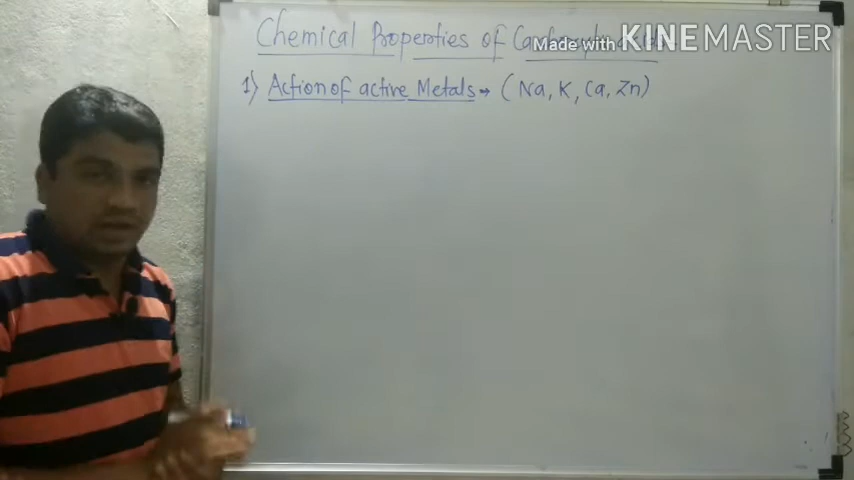 Chemical Properties of
Made with KINEMASTER
1) Action of active Metals → (Na, K, Ca, Zn)